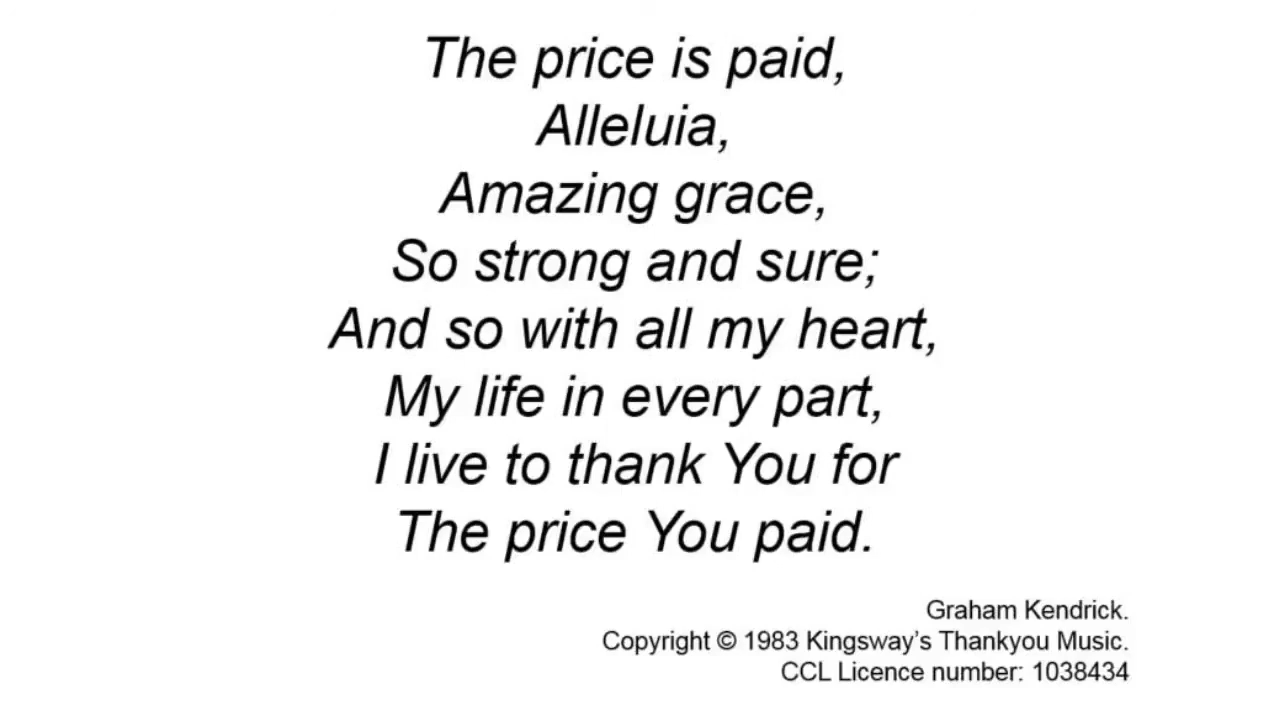 The price is paid,
Alleluia,
Amazing grace,
So strong and sure;
And so with all my heart,
My life in every part,
I live to thank You for
The price You paid.
Graham Kendrick.
Copyright © 1983 Kingsway’s Thankyou Music.
CCL Licence number: 1038434